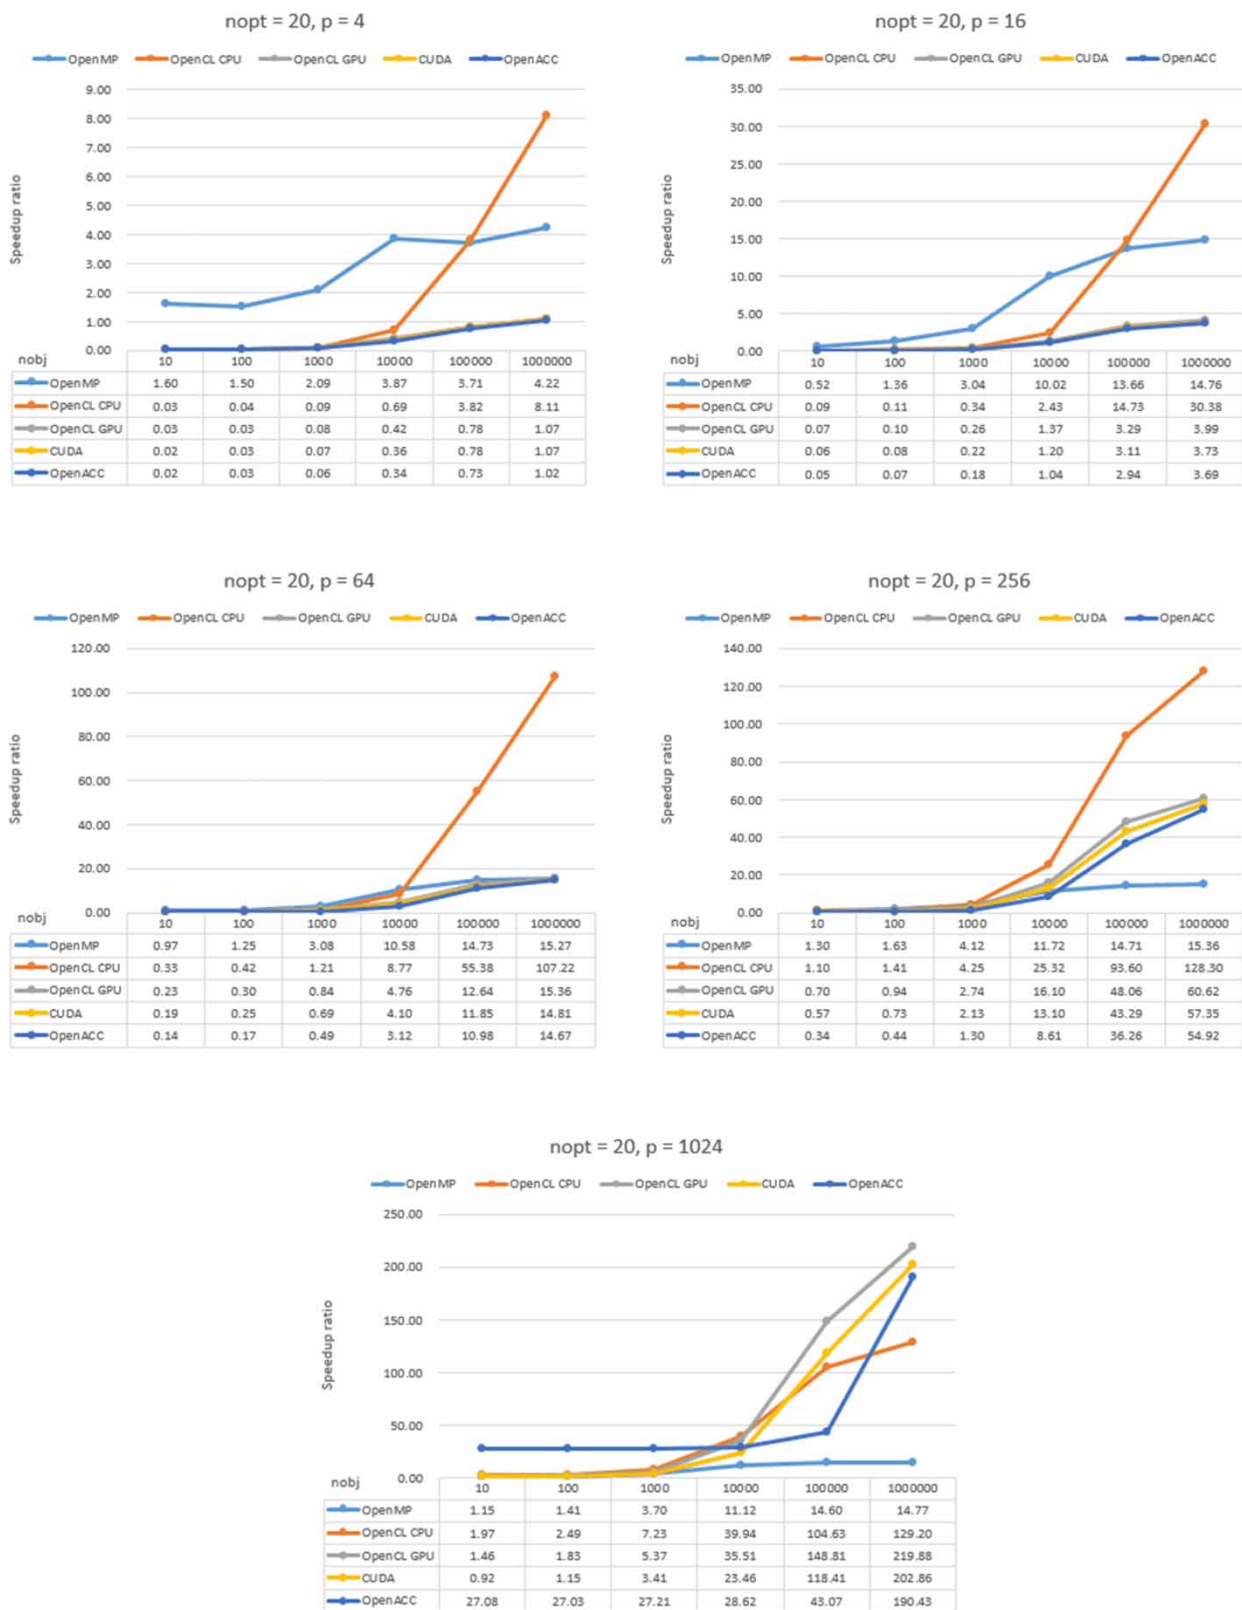 nopt = 20, p = 4
OpenMP OpenCL CPU OpenCL GPU CUDA OpenACC
9.00
8.00
7.00
6.00
5.00
4.00
3.00
2.00
1.00
0.00
Speedup ratio
nobj 10 100 1000 10000 100000 1000000
OpenMP 1.60 1.50 2.09 3.87 3.71 4.22
OpenCL CPU 0.03 0.04 0.09 0.69 3.82 8.11
OpenCL GPU 0.03 0.03 0.08 0.42 0.78 1.07
CUDA 0.02 0.03 0.07 0.36 0.78 1.07
OpenACC 0.02 0.03 0.06 0.34 0.73 1.02
nopt = 20, p = 16
OpenMP OpenCL CPU OpenCL GPU CUDA OpenACC
35.00
30.00
25.00
20.00
15.00
10.00
5.00
0.00
Speedup ratio
nobj 10 100 1000 10000 100000 1000000
OpenMP 0.52 1.36 3.04 10.02 13.66 14.76
OpenCL CPU 0.09 0.11 0.34 2.43 14.73 30.38
OpenCL GPU 0.07 0.10 0.26 1.37 3.29 3.99
CUDA 0.06 0.08 0.22 1.20 3.11 3.73
OpenACC 0.05 0.07 0.18 1.04 2.94 3.69
nopt = 20, p = 64
OpenMP OpenCL CPU OpenCL GPU CUDA OpenACC
120.00
100.00
80.00
60.00
40.00
20.00
0.00
Speedup ratio
nobj 10 100 1000 10000 100000 1000000
OpenMP 0.97 1.25 3.08 10.58 14.73 15.27
OpenCL CPU 0.33 0.42 1.21 8.77 55.38 107.22
OpenCL GPU 0.23 0.30 0.84 4.76 12.64 15.36
CUDA 0.19 0.25 0.69 4.10 11.85 14.81
OpenACC 0.14 0.17 0.49 3.12 10.98 14.67
nopt = 20, p = 256
OpenMP OpenCL CPU OpenCL GPU CUDA OpenACC
140.00
120.00
100.00
80.00
60.00
40.00
20.00
0.00
Speedup ratio
nobj 10 100 1000 10000 100000 1000000
OpenMP 1.30 1.63 4.12 11.72 14.71 15.36
OpenCL CPU 1.10 1.41 4.25 25.32 93.60 128.30
OpenCL GPU 0.70 0.94 2.74 16.10 48.06 60.62
CUDA 0.57 0.73 2.13 13.10 43.29 57.35
OpenACC 0.34 0.44 1.30 8.61 36.26 54.92
nopt = 20, p = 1024
OpenMP OpenCL CPU OpenCL GPU CUDA OpenACC
250.00
200.00
150.00
100.00
50.00
0.00
Speedup ratio
nobj 10 100 1000 10000 100000 1000000
OpenMP 1.15 1.41 3.70 11.12 14.60 14.77
OpenCL CPU 1.97 2.49 7.23 39.94 104.63 129.20
OpenCL GPU 1.46 1.83 5.37 35.51 148.81 219.88
CUDA 0.92 1.15 3.41 23.46 118.41 202.86
OpenACC 27.08 27.03 27.21 28.62 43.07 190.43